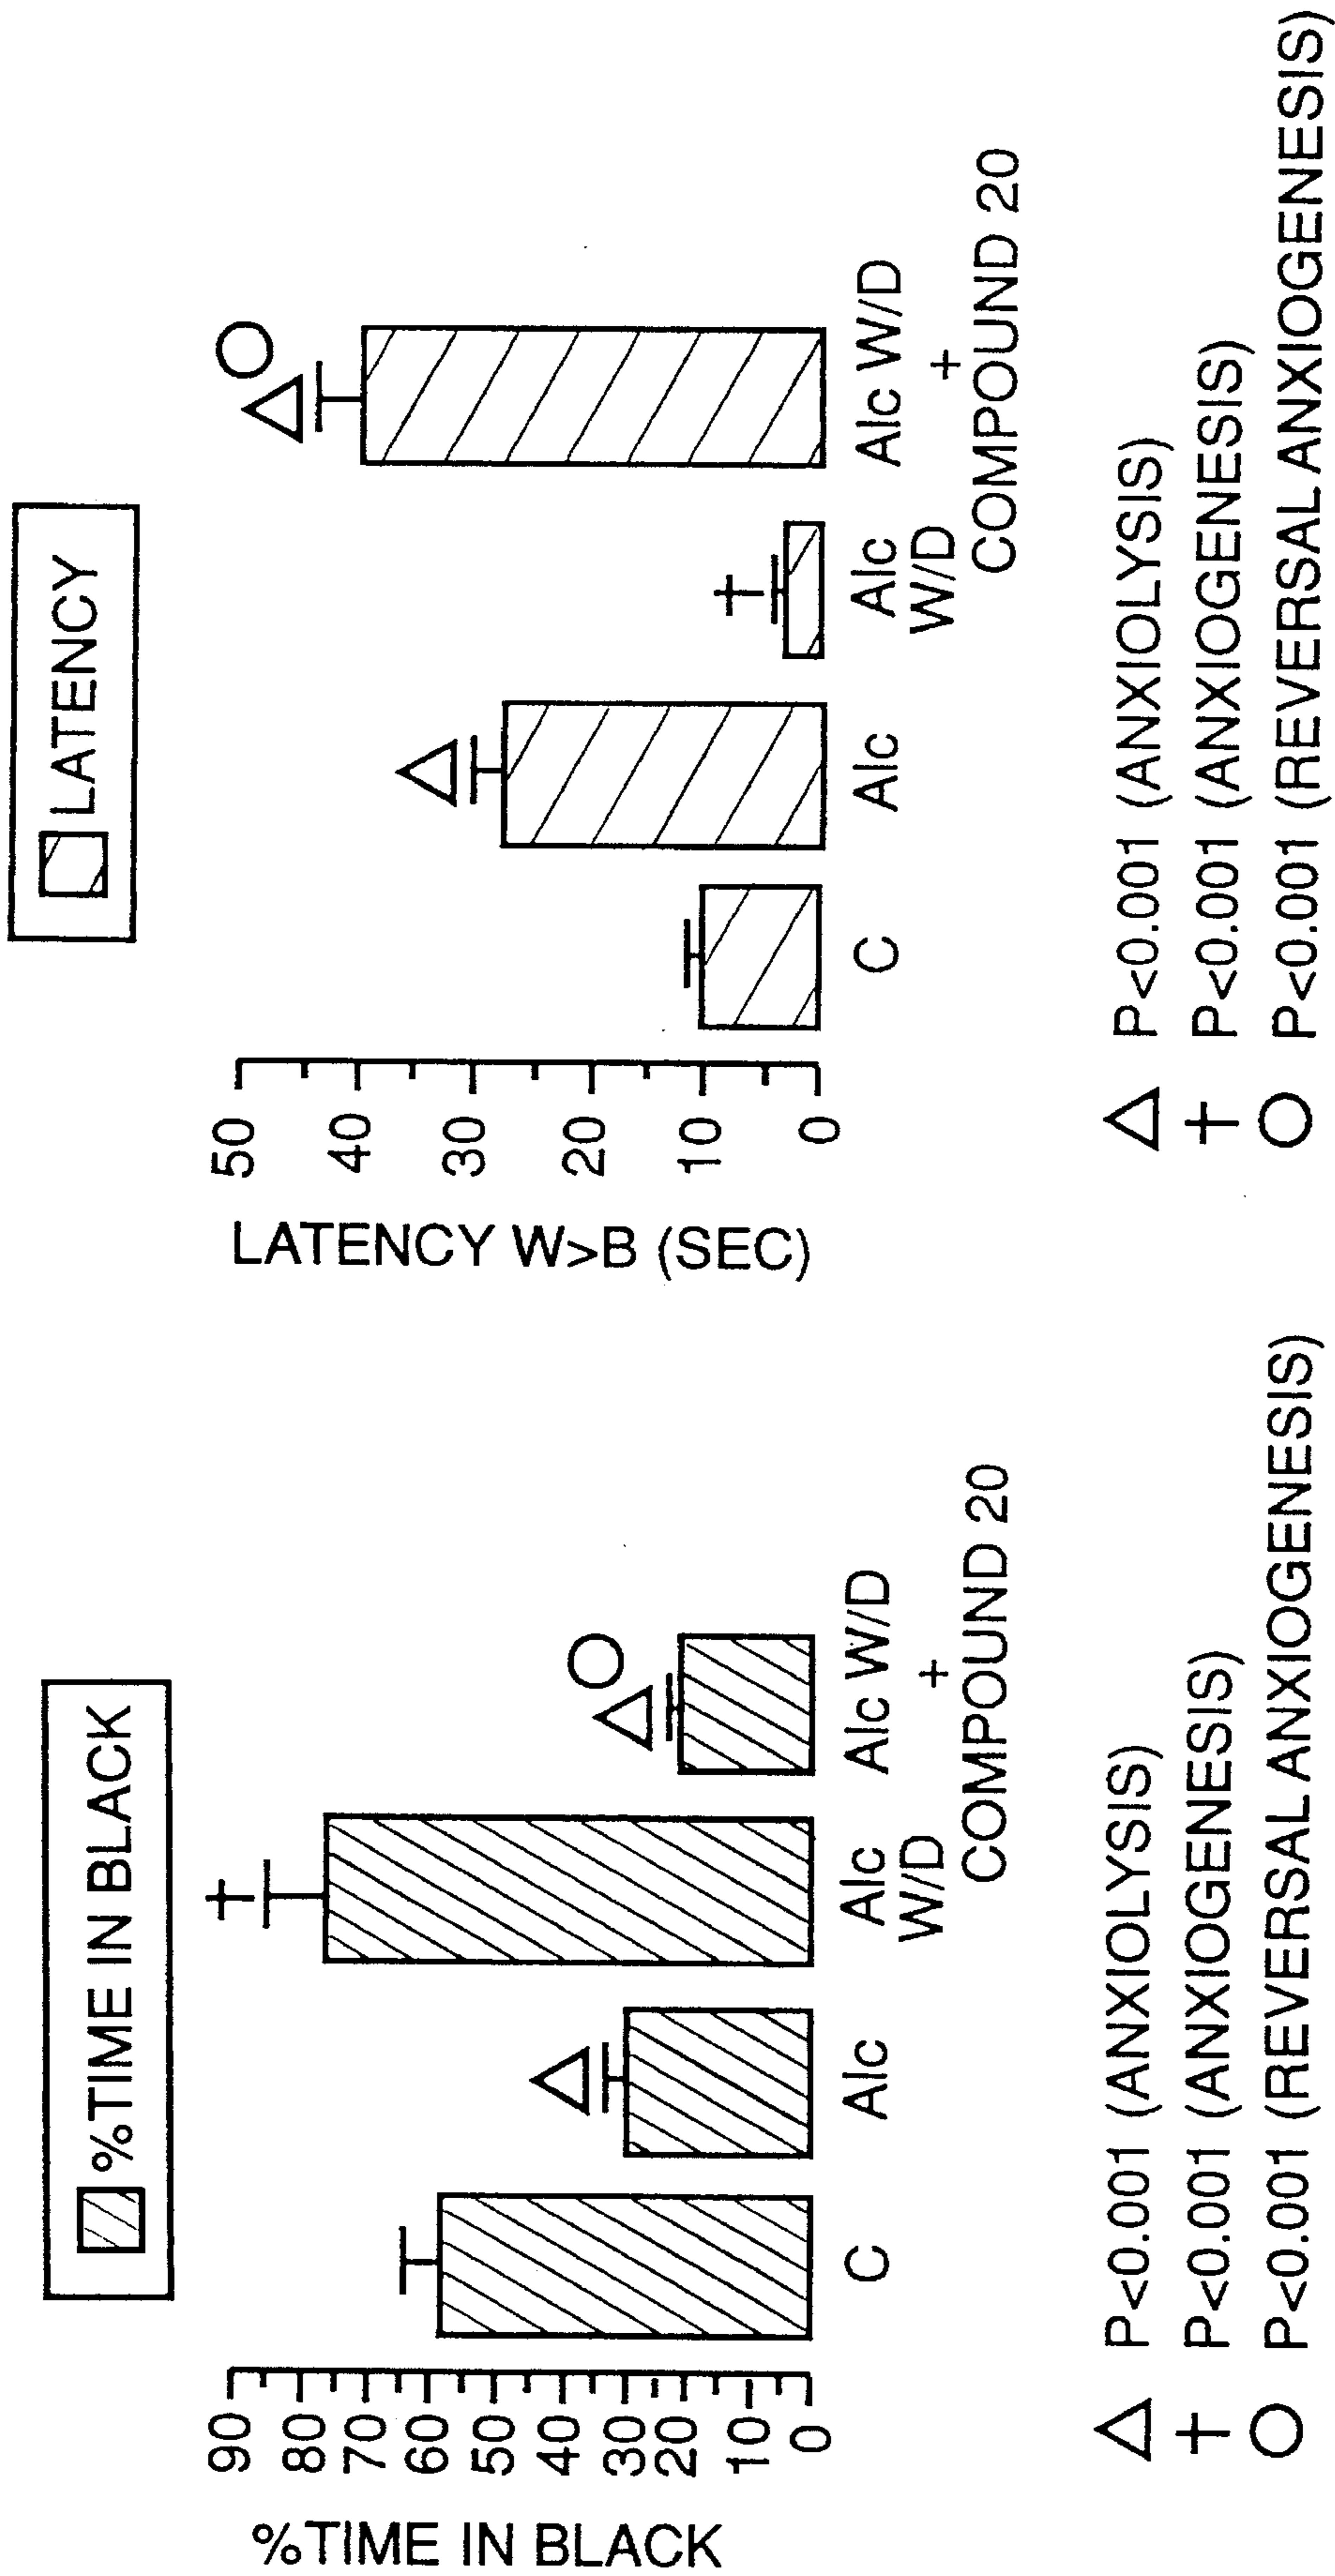 %TIME IN BLACK
%TIME IN BLACK
90
80
70
60
50
40
30
20
10
0
C
Alc
Alc
W/D
Alc W/D
+
COMPOUND 20
△ P<0.001 (ANXIOLYSIS)
† P<0.001 (ANXIOGENESIS)
○ P<0.001 (REVERSAL ANXIOGENESIS)
LATENCY
LATENCY W>B (SEC)
50
40
30
20
10
0
C
Alc
Alc
W/D
Alc W/D
+
COMPOUND 20
△ P<0.001 (ANXIOLYSIS)
† P<0.001 (ANXIOGENESIS)
○ P<0.001 (REVERSAL ANXIOGENESIS)